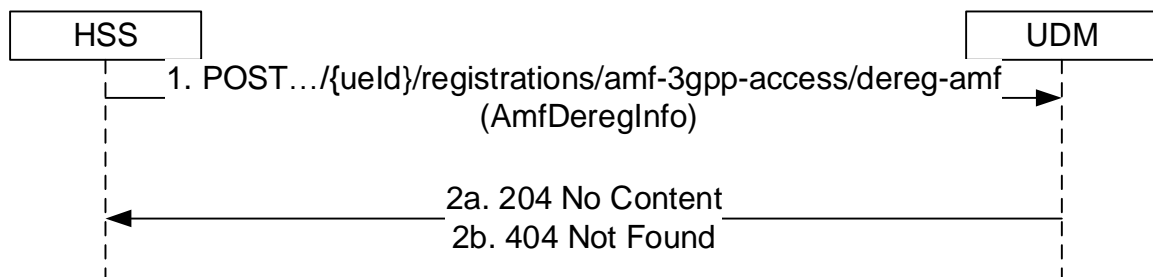 HSS
UDM
1. POST…/{ueId}/registrations/amf-3gpp-access/dereg-amf
(AmfDeregInfo)
2a. 204 No Content
2b. 404 Not Found